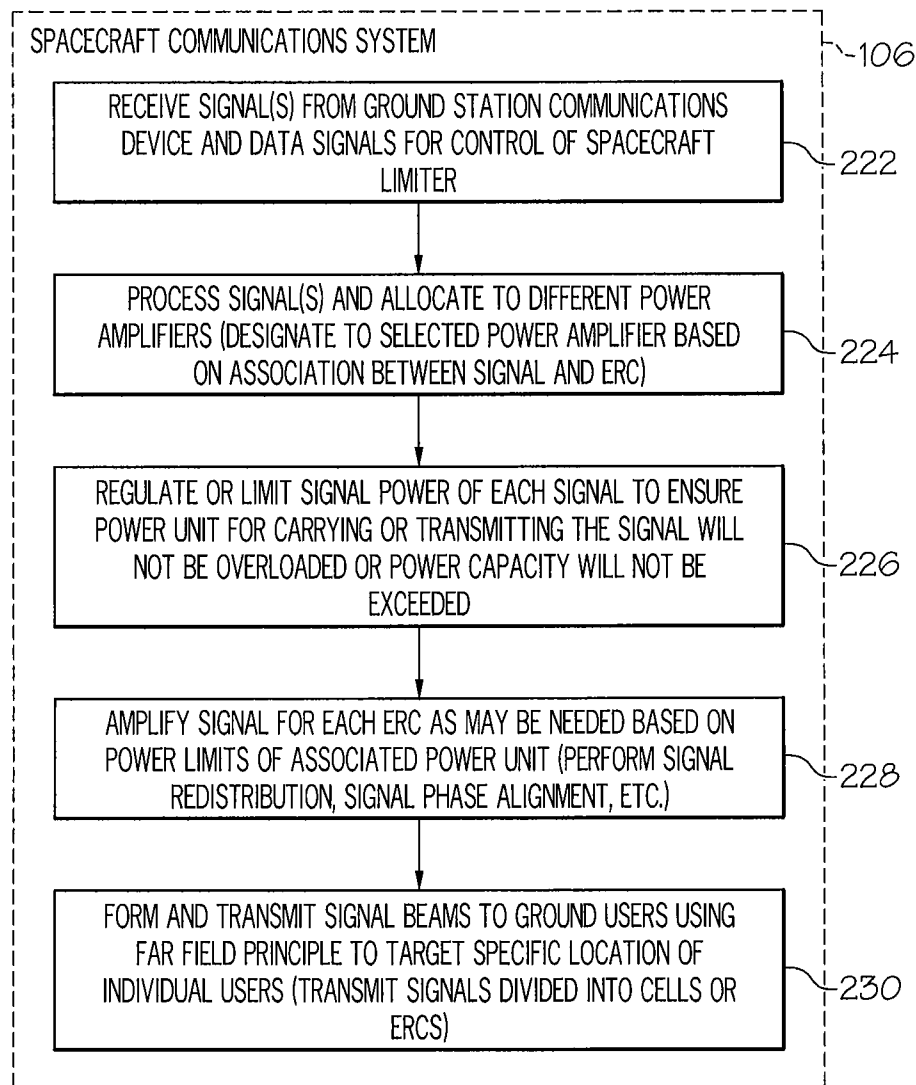 SPACECRAFT COMMUNICATIONS SYSTEM
106
RECEIVE SIGNAL(S) FROM GROUND STATION COMMUNICATIONS
DEVICE AND DATA SIGNALS FOR CONTROL OF SPACECRAFT
LIMITER
222
PROCESS SIGNAL(S) AND ALLOCATE TO DIFFERENT POWER
AMPLIFIERS (DESIGNATE TO SELECTED POWER AMPLIFIER BASED
ON ASSOCIATION BETWEEN SIGNAL AND ERC)
224
REGULATE OR LIMIT SIGNAL POWER OF EACH SIGNAL TO ENSURE
POWER UNIT FOR CARRYING OR TRANSMITTING THE SIGNAL WILL
NOT BE OVERLOADED OR POWER CAPACITY WILL NOT BE
EXCEEDED
226
AMPLIFY SIGNAL FOR EACH ERC AS MAY BE NEEDED BASED ON
POWER LIMITS OF ASSOCIATED POWER UNIT (PERFORM SIGNAL
REDISTRIBUTION, SIGNAL PHASE ALIGNMENT, ETC.)
228
FORM AND TRANSMIT SIGNAL BEAMS TO GROUND USERS USING
FAR FIELD PRINCIPLE TO TARGET SPECIFIC LOCATION OF
INDIVIDUAL USERS (TRANSMIT SIGNALS DIVIDED INTO CELLS OR
ERCS)
230